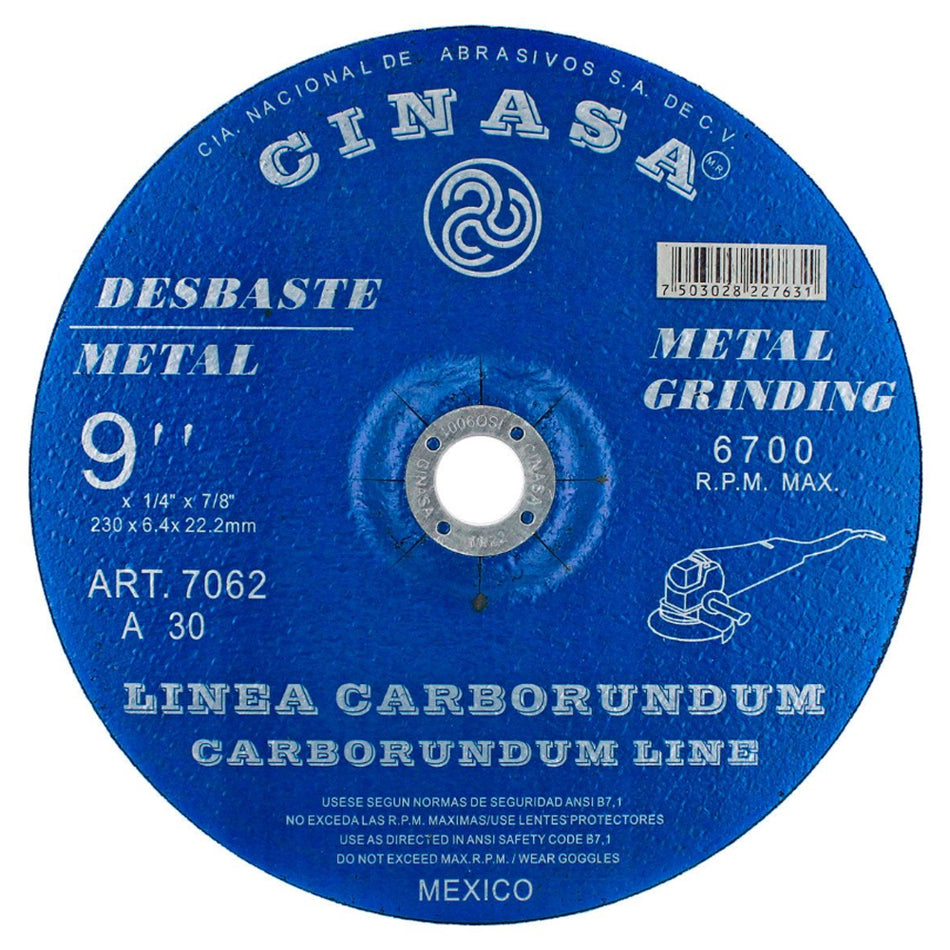 CIA. NACIONAL DE ABRASIVOS S.A. DE C.V.
CINASA
M.R
7 503028 227631
DESBASTE
METAL
METAL
GRINDING
9''
x 1/4" x 7/8"
230 x 6.4x 22.2mm
6700
R.P.M. MAX.
ISO9001
CINASA
ART. 7062
A 30
LINEA CARBORUNDUM
CARBORUNDUM LINE
USESE SEGUN NORMAS DE SEGURIDAD ANSI B7,1
NO EXCEDA LAS R.P.M. MAXIMAS/USE LENTES PROTECTORES
USE AS DIRECTED IN ANSI SAFETY CODE B7,1
DO NOT EXCEED MAX.R.P.M. / WEAR GOGGLES
MEXICO